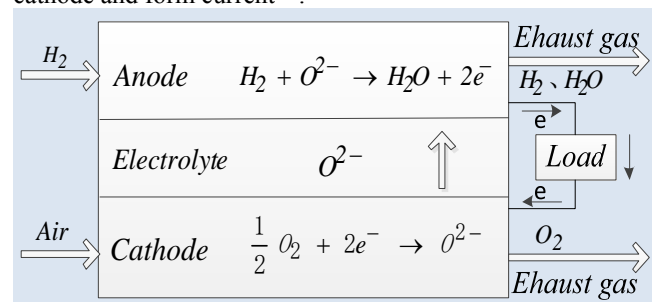 cathode and form current
Ehaust gas
H₂
Anode H₂ + O²⁻ → H₂O + 2e⁻
H₂、H₂O
e
Electrolyte O²⁻
Load
e
Air
Cathode 1/2 O₂ + 2e⁻ → O²⁻
O₂
Ehaust gas